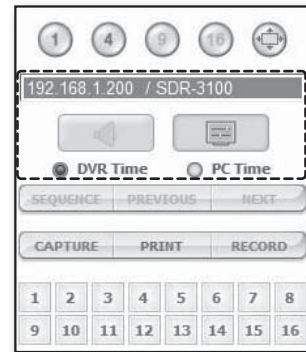 1 4 9 16
192.168.1.200 / SDR-3100
DVR Time PC Time
SEQUENCE PREVIOUS NEXT
CAPTURE PRINT RECORD
1 2 3 4 5 6 7 8
9 10 11 12 13 14 15 16